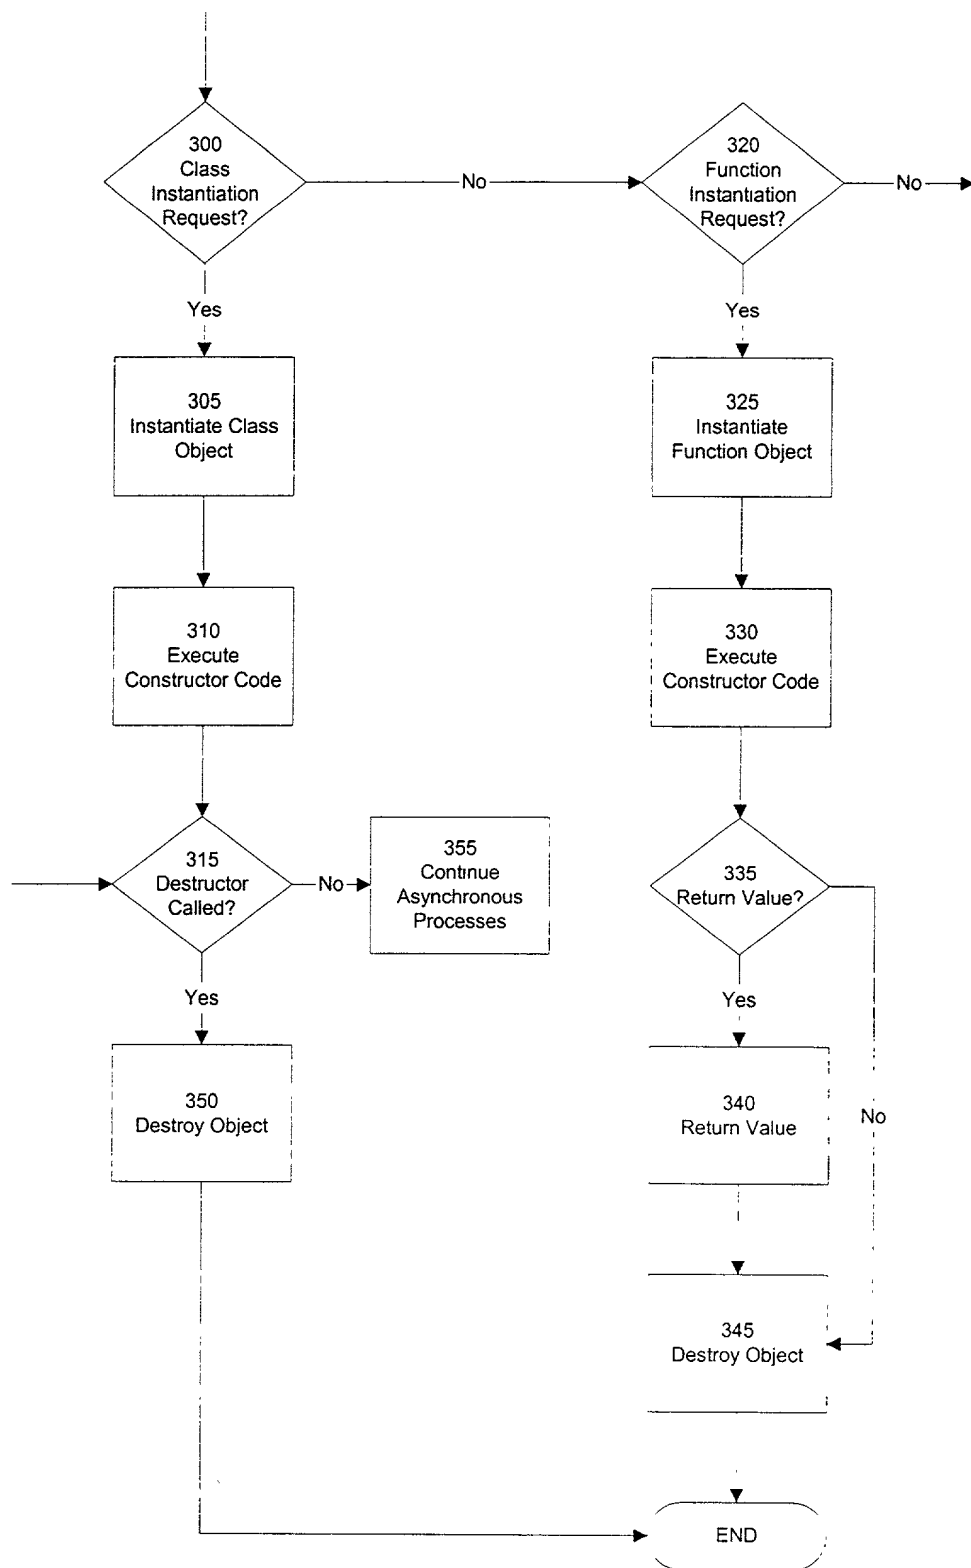 300
Class
Instantiation
Request?
No
320
Function
Instantiation
Request?
No
Yes
Yes
305
Instantiate Class
Object
325
Instantiate
Function Object
310
Execute
Constructor Code
330
Execute
Constructor Code
315
Destructor
Called?
No
355
Continue
Asynchronous
Processes
335
Return Value?
Yes
Yes
350
Destroy Object
340
Return Value
No
345
Destroy Object
END